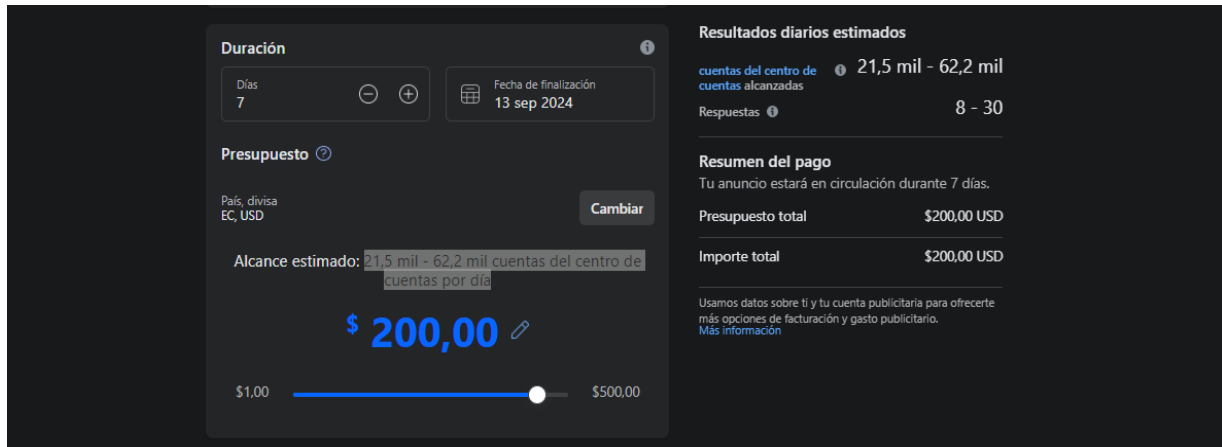 Duración
Días
7
Fecha de finalización
13 sep 2024
Presupuesto
País, divisa
EC, USD
Cambiar
Alcance estimado: 21,5 mil - 62,2 mil cuentas del centro de
cuentas por día
$ 200,00
$1,00
$500,00
Resultados diarios estimados
cuentas del centro de
cuentas alcanzadas
21,5 mil - 62,2 mil
Respuestas
8 - 30
Resumen del pago
Tu anuncio estará en circulación durante 7 días.
Presupuesto total
$200,00 USD
Importe total
$200,00 USD
Usamos datos sobre ti y tu cuenta publicitaria para ofrecerte
más opciones de facturación y gasto publicitario.
Más información